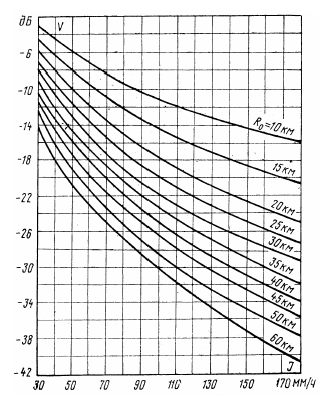 дб V
-6
-10
-14
-18
-22
-26
-30
-34
-38
-42
R₀=10 км
15 км
20 км
25 км
30 км
35 км
40 км
45 км
50 км
60 км
J
30 50 70 90 110 130 150 170 мм/ч